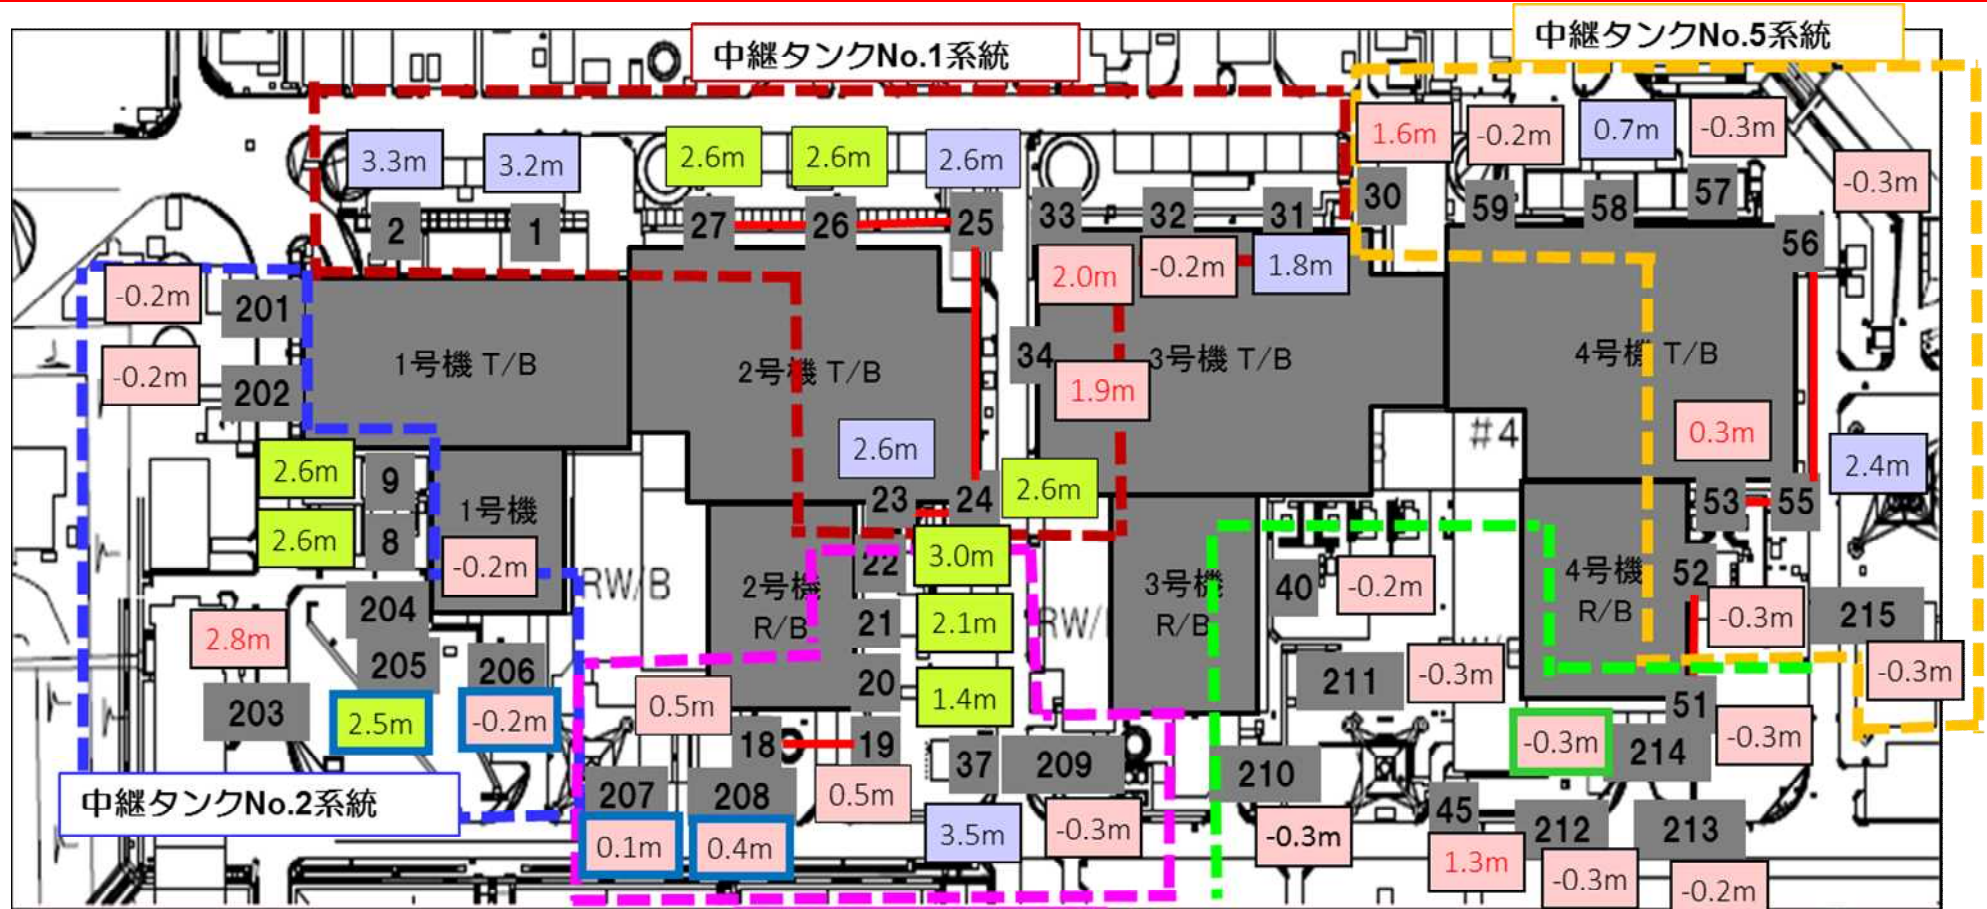 中継タンクNo.1系統
中継タンクNo.5系統
3.3m
3.2m
2.6m
2.6m
2.6m
1.6m
-0.2m
0.7m
-0.3m
-0.3m
2
1
27
26
25
33
32
31
30
59
58
57
56
2.0m
-0.2m
1.8m
-0.2m
201
-0.2m
202
1号機 T/B
2号機 T/B
34
3号機 T/B
1.9m
4号機 T/B
#4
0.3m
2.6m
2.6m
9
2.6m
8
1号機
-0.2m
23
24
2.6m
53
55
2.4m
RW/B
2号機
R/B
22
3.0m
21
2.1m
20
1.4m
RW/
3号機
R/B
40
-0.2m
4号機
R/B
52
-0.3m
215
-0.3m
204
2.8m
205
206
203
2.5m
-0.2m
0.5m
18
19
211
-0.3m
51
-0.3m
214
-0.3m
37
209
210
中継タンクNo.2系統
207
208
0.5m
0.1m
0.4m
3.5m
-0.3m
-0.3m
45
1.3m
212
213
-0.3m
-0.2m